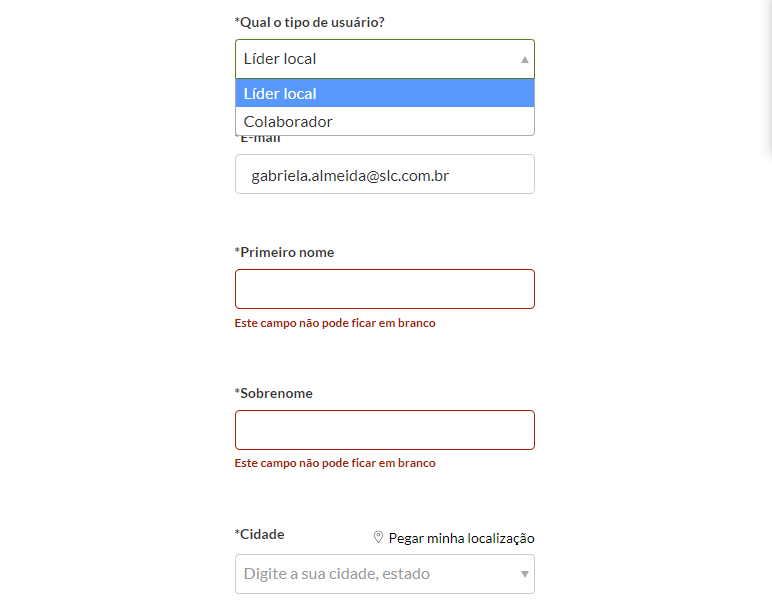 *Qual o tipo de usuário?
Líder local
Líder local
Colaborador
*E-mail
gabriela.almeida@slc.com.br
*Primeiro nome
Este campo não pode ficar em branco
*Sobrenome
Este campo não pode ficar em branco
*Cidade
Pegar minha localização
Digite a sua cidade, estado